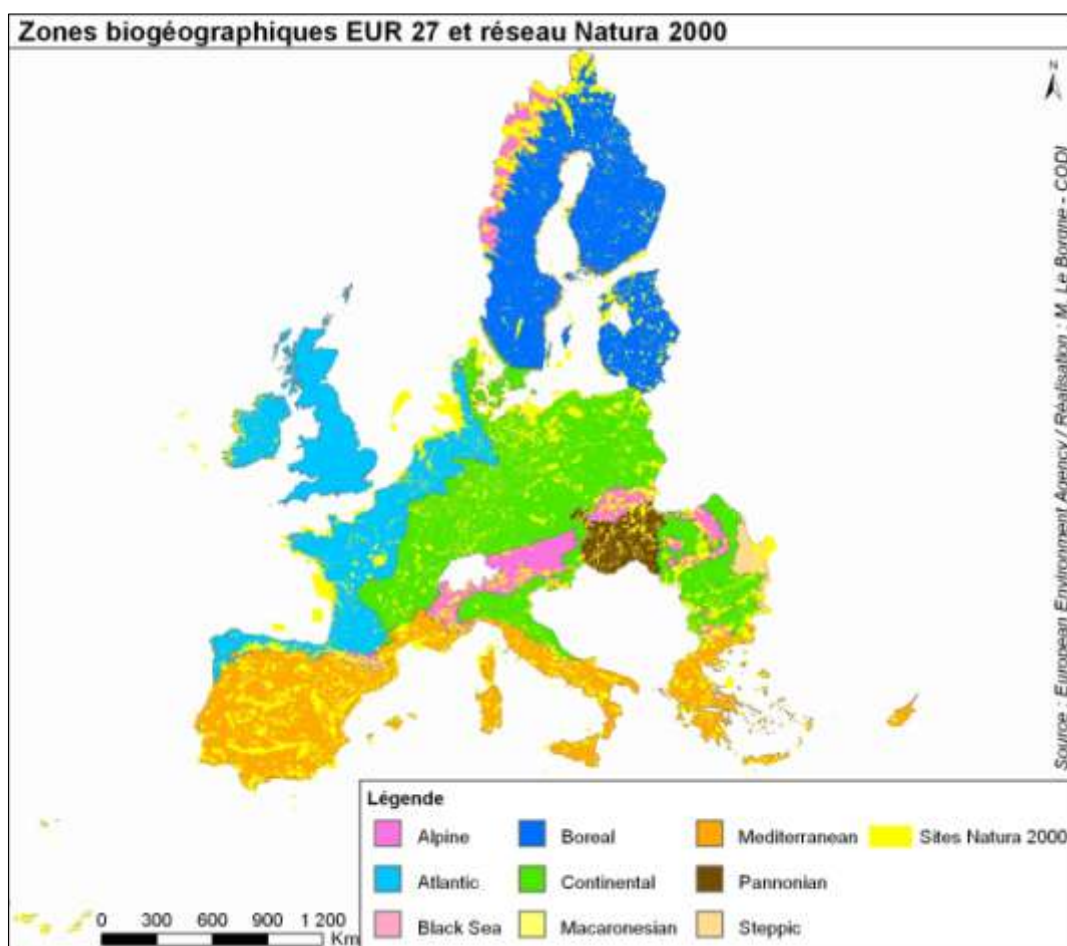 Zones biogéographiques EUR 27 et réseau Natura 2000
N
Source : European Environment Agency / Réalisation : M. Le Borgne - CODI
Légende
Alpine
Boreal
Mediterranean
Sites Natura 2000
Atlantic
Continental
Pannonian
Black Sea
Macaronesian
Steppic
0 300 600 900 1 200
Km